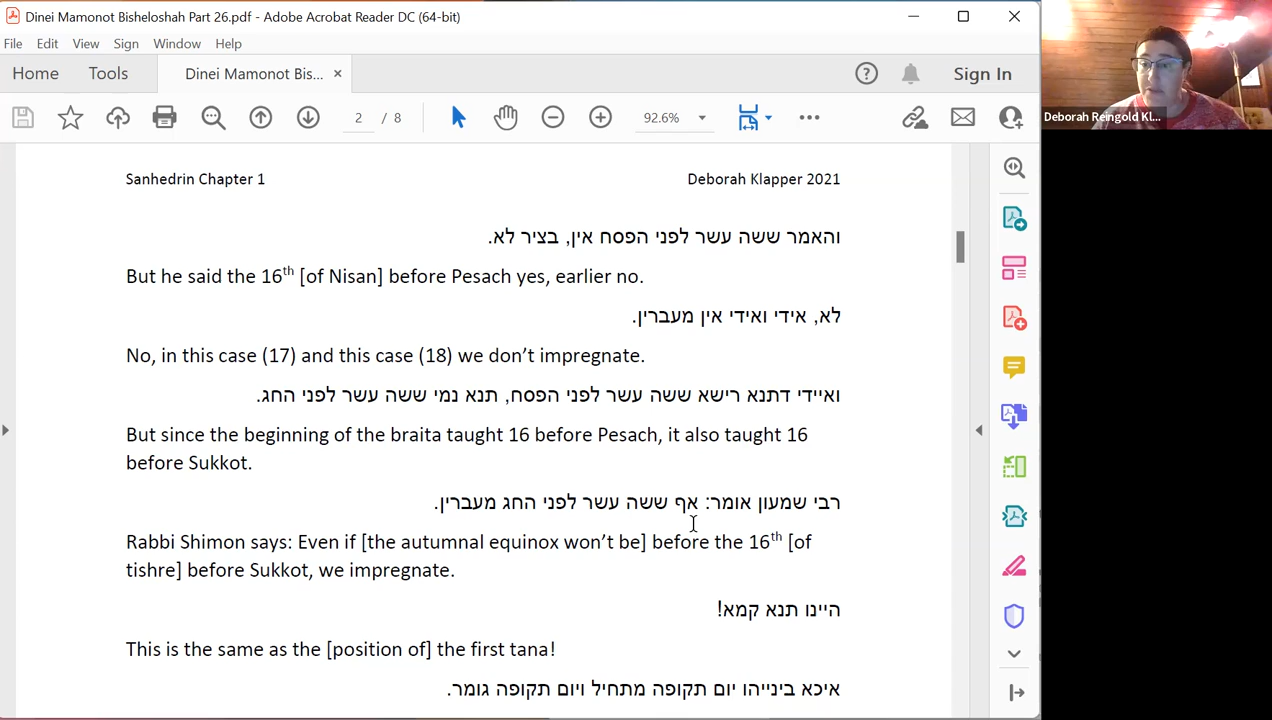 Dinei Mamonot Bisheloshah Part 26.pdf - Adobe Acrobat Reader DC (64-bit)
File Edit View Sign Window Help
Home Tools Dinei Mamonot Bis... × Sign In
2 / 8 92.6%
Deborah Reingold Kl...
Sanhedrin Chapter 1 Deborah Klapper 2021
והאמר ששה עשר לפני הפסח אין, בציר לא.
But he said the 16th [of Nisan] before Pesach yes, earlier no.
לא, אידי ואידי אין מעברין.
No, in this case (17) and this case (18) we don't impregnate.
ואיידי דתנא רישא ששה עשר לפני הפסח, תנא נמי ששה עשר לפני החג.
But since the beginning of the braita taught 16 before Pesach, it also taught 16
before Sukkot.
רבי שמעון אומר: אף ששה עשר לפני החג מעברין.
Rabbi Shimon says: Even if [the autumnal equinox won't be] before the 16th [of
tishre] before Sukkot, we impregnate.
היינו תנא קמא!
This is the same as the [position of] the first tana!
איכא בינייהו יום תקופה מתחיל ויום תקופה גומר.